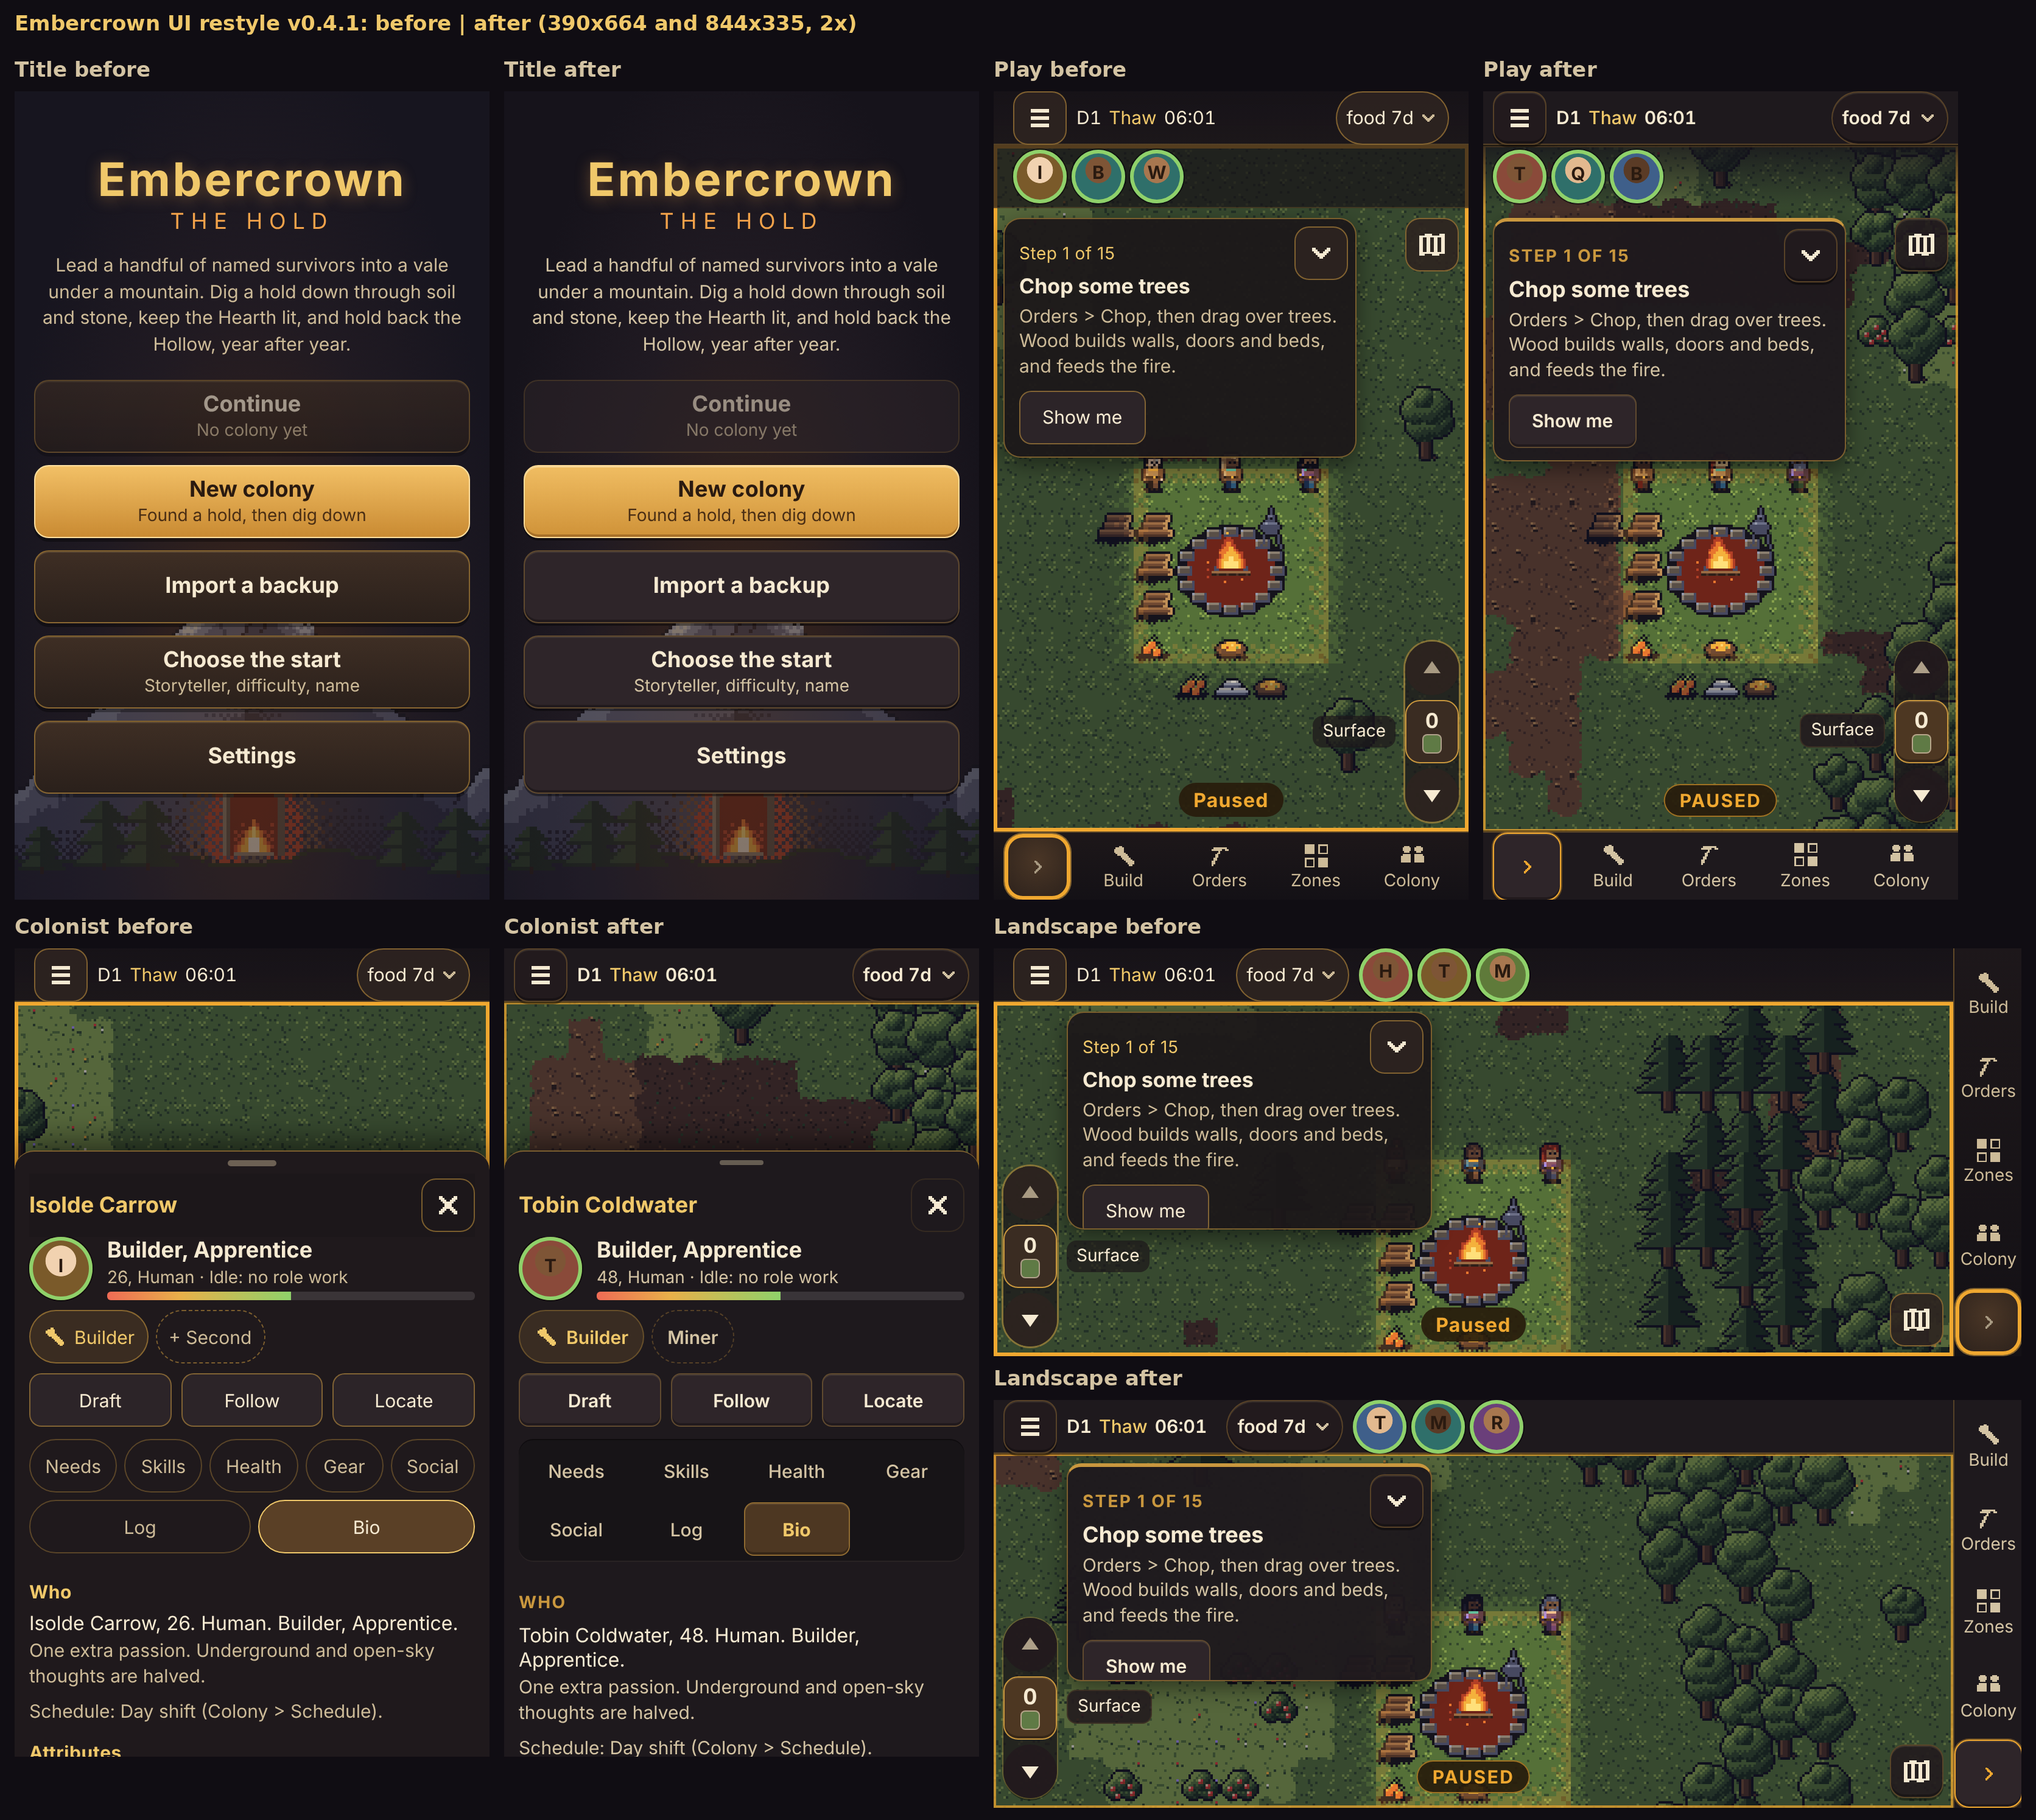 Embercrown UI restyle v0.4.1: before | after (390x664 and 844x335, 2x)
Title before
Embercrown
THE HOLD
Lead a handful of named survivors into a vale
under a mountain. Dig a hold down through soil
and stone, keep the Hearth lit, and hold back the
Hollow, year after year.
Continue
No colony yet
New colony
Found a hold, then dig down
Import a backup
Choose the start
Storyteller, difficulty, name
Settings
Title after
Embercrown
THE HOLD
Lead a handful of named survivors into a vale
under a mountain. Dig a hold down through soil
and stone, keep the Hearth lit, and hold back the
Hollow, year after year.
Continue
No colony yet
New colony
Found a hold, then dig down
Import a backup
Choose the start
Storyteller, difficulty, name
Settings
Play before
D1 Thaw 06:01 food 7d
I B W
Step 1 of 15
Chop some trees
Orders > Chop, then drag over trees.
Wood builds walls, doors and beds,
and feeds the fire.
Show me
0
Surface
Paused
Build Orders Zones Colony
Play after
D1 Thaw 06:01 food 7d
T Q B
STEP 1 OF 15
Chop some trees
Orders > Chop, then drag over trees.
Wood builds walls, doors and beds,
and feeds the fire.
Show me
0
Surface
PAUSED
Build Orders Zones Colony
Colonist before
D1 Thaw 06:01 food 7d
Isolde Carrow
I
Builder, Apprentice
26, Human · Idle: no role work
Builder + Second
Draft Follow Locate
Needs Skills Health Gear Social
Log Bio
Who
Isolde Carrow, 26. Human. Builder, Apprentice.
One extra passion. Underground and open-sky
thoughts are halved.
Schedule: Day shift (Colony > Schedule).
Attributes
Colonist after
D1 Thaw 06:01 food 7d
Tobin Coldwater
T
Builder, Apprentice
48, Human · Idle: no role work
Builder Miner
Draft Follow Locate
Needs Skills Health Gear
Social Log Bio
WHO
Tobin Coldwater, 48. Human. Builder,
Apprentice.
One extra passion. Underground and open-sky
thoughts are halved.
Schedule: Day shift (Colony > Schedule).
Landscape before
D1 Thaw 06:01 food 7d H T M
Step 1 of 15
Chop some trees
Orders > Chop, then drag over trees.
Wood builds walls, doors and beds,
and feeds the fire.
Show me
0
Surface
Paused
Build
Orders
Zones
Colony
Landscape after
D1 Thaw 06:01 food 7d T M R
STEP 1 OF 15
Chop some trees
Orders > Chop, then drag over trees.
Wood builds walls, doors and beds,
and feeds the fire.
Show me
0
Surface
PAUSED
Build
Orders
Zones
Colony